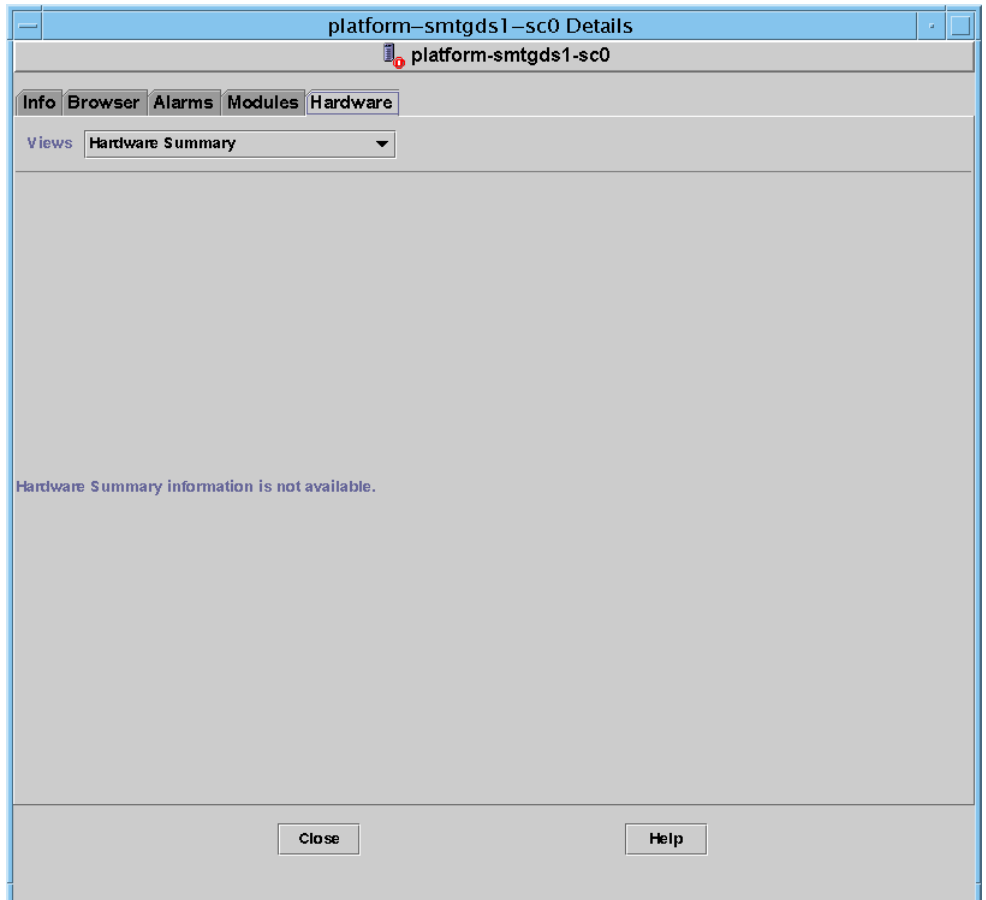 platform–smtgds1–sc0 Details
platform-smtgds1-sc0
Info Browser Alarms Modules Hardware
Views Hardware Summary
Hardware Summary information is not available.
Close Help